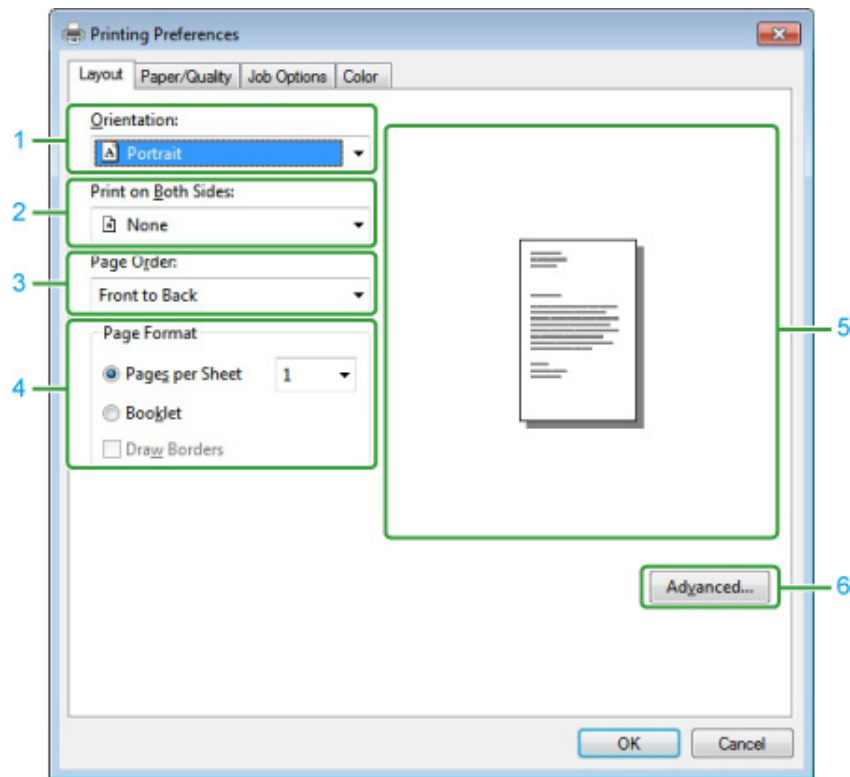 Printing Preferences
Layout Paper/Quality Job Options Color
Orientation:
1
Portrait
Print on Both Sides:
2
None
Page Order:
3
Front to Back
Page Format
Pages per Sheet 1
4
Booklet
Draw Borders
5
Advanced...
6
OK Cancel